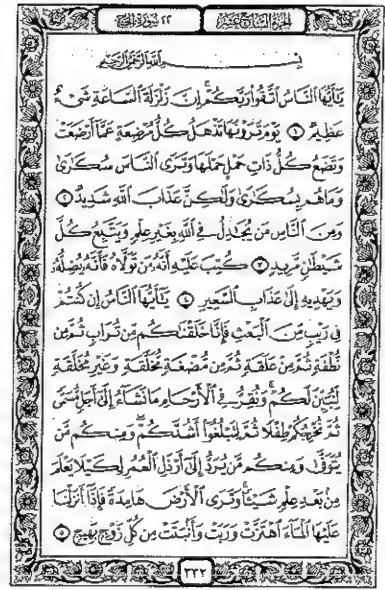 الجزء السابع عشر
٢٢ سورة الحج
بسم الله الرحمن الرحيم
يَٰٓأَيُّهَا ٱلنَّاسُ ٱتَّقُوا۟ رَبَّكُمْ ۚ إِنَّ زَلْزَلَةَ ٱلسَّاعَةِ شَىْءٌ
عَظِيمٌ ١ يَوْمَ تَرَوْنَهَا تَذْهَلُ كُلُّ مُرْضِعَةٍ عَمَّآ أَرْضَعَتْ
وَتَضَعُ كُلُّ ذَاتِ حَمْلٍ حَمْلَهَا وَتَرَى ٱلنَّاسَ سُكَٰرَىٰ
وَمَا هُم بِسُكَٰرَىٰ وَلَٰكِنَّ عَذَابَ ٱللَّهِ شَدِيدٌ ٢
وَمِنَ ٱلنَّاسِ مَن يُجَٰدِلُ فِى ٱللَّهِ بِغَيْرِ عِلْمٍ وَيَتَّبِعُ كُلَّ
شَيْطَٰنٍ مَّرِيدٍ ٣ كُتِبَ عَلَيْهِ أَنَّهُۥ مَن تَوَلَّاهُ فَأَنَّهُۥ يُضِلُّهُۥ
وَيَهْدِيهِ إِلَىٰ عَذَابِ ٱلسَّعِيرِ ٤ يَٰٓأَيُّهَا ٱلنَّاسُ إِن كُنتُمْ
فِى رَيْبٍ مِّنَ ٱلْبَعْثِ فَإِنَّا خَلَقْنَٰكُم مِّن تُرَابٍ ثُمَّ مِن
نُّطْفَةٍ ثُمَّ مِنْ عَلَقَةٍ ثُمَّ مِن مُّضْغَةٍ مُّخَلَّقَةٍ وَغَيْرِ مُخَلَّقَةٍ
لِّنُبَيِّنَ لَكُمْ ۚ وَنُقِرُّ فِى ٱلْأَرْحَامِ مَا نَشَآءُ إِلَىٰٓ أَجَلٍ مُّسَمًّى
ثُمَّ نُخْرِجُكُمْ طِفْلًا ثُمَّ لِتَبْلُغُوٓا۟ أَشُدَّكُمْ ۖ وَمِنكُم مَّن
يُتَوَفَّىٰ وَمِنكُم مَّن يُرَدُّ إِلَىٰٓ أَرْذَلِ ٱلْعُمُرِ لِكَيْلَا يَعْلَمَ
مِنۢ بَعْدِ عِلْمٍ شَيْـًٔا ۚ وَتَرَى ٱلْأَرْضَ هَامِدَةً فَإِذَآ أَنزَلْنَا
عَلَيْهَا ٱلْمَآءَ ٱهْتَزَّتْ وَرَبَتْ وَأَنۢبَتَتْ مِن كُلِّ زَوْجٍۭ بَهِيجٍ ٥
٣٣٢